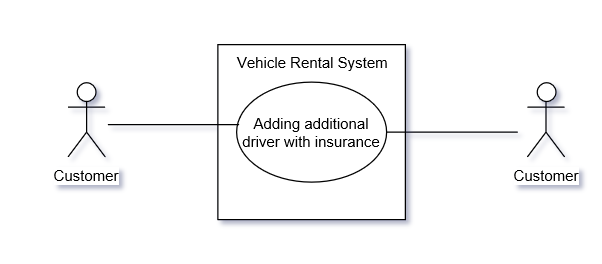 Vehicle Rental System
Adding additional
driver with insurance
Customer
Customer